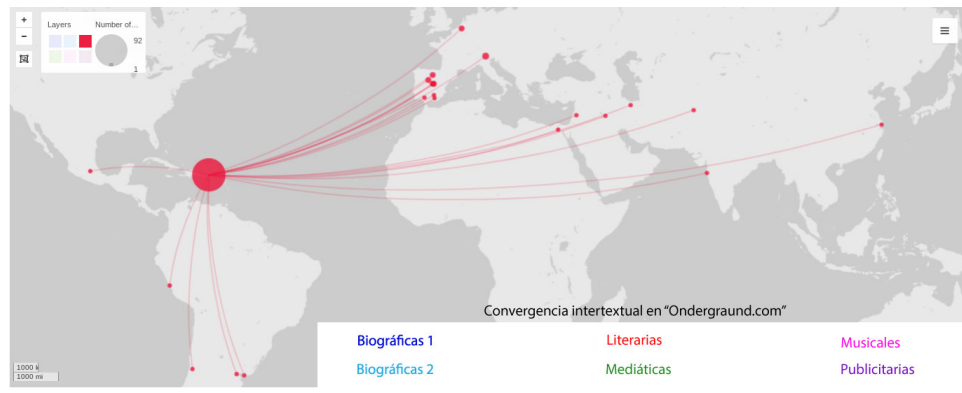 +
−
Layers
Number of...
92
1
≡
Convergencia intertextual en “Ondergraund.com”
Biográficas 1
Literarias
Musicales
Biográficas 2
Mediáticas
Publicitarias
1000 k
1000 mi